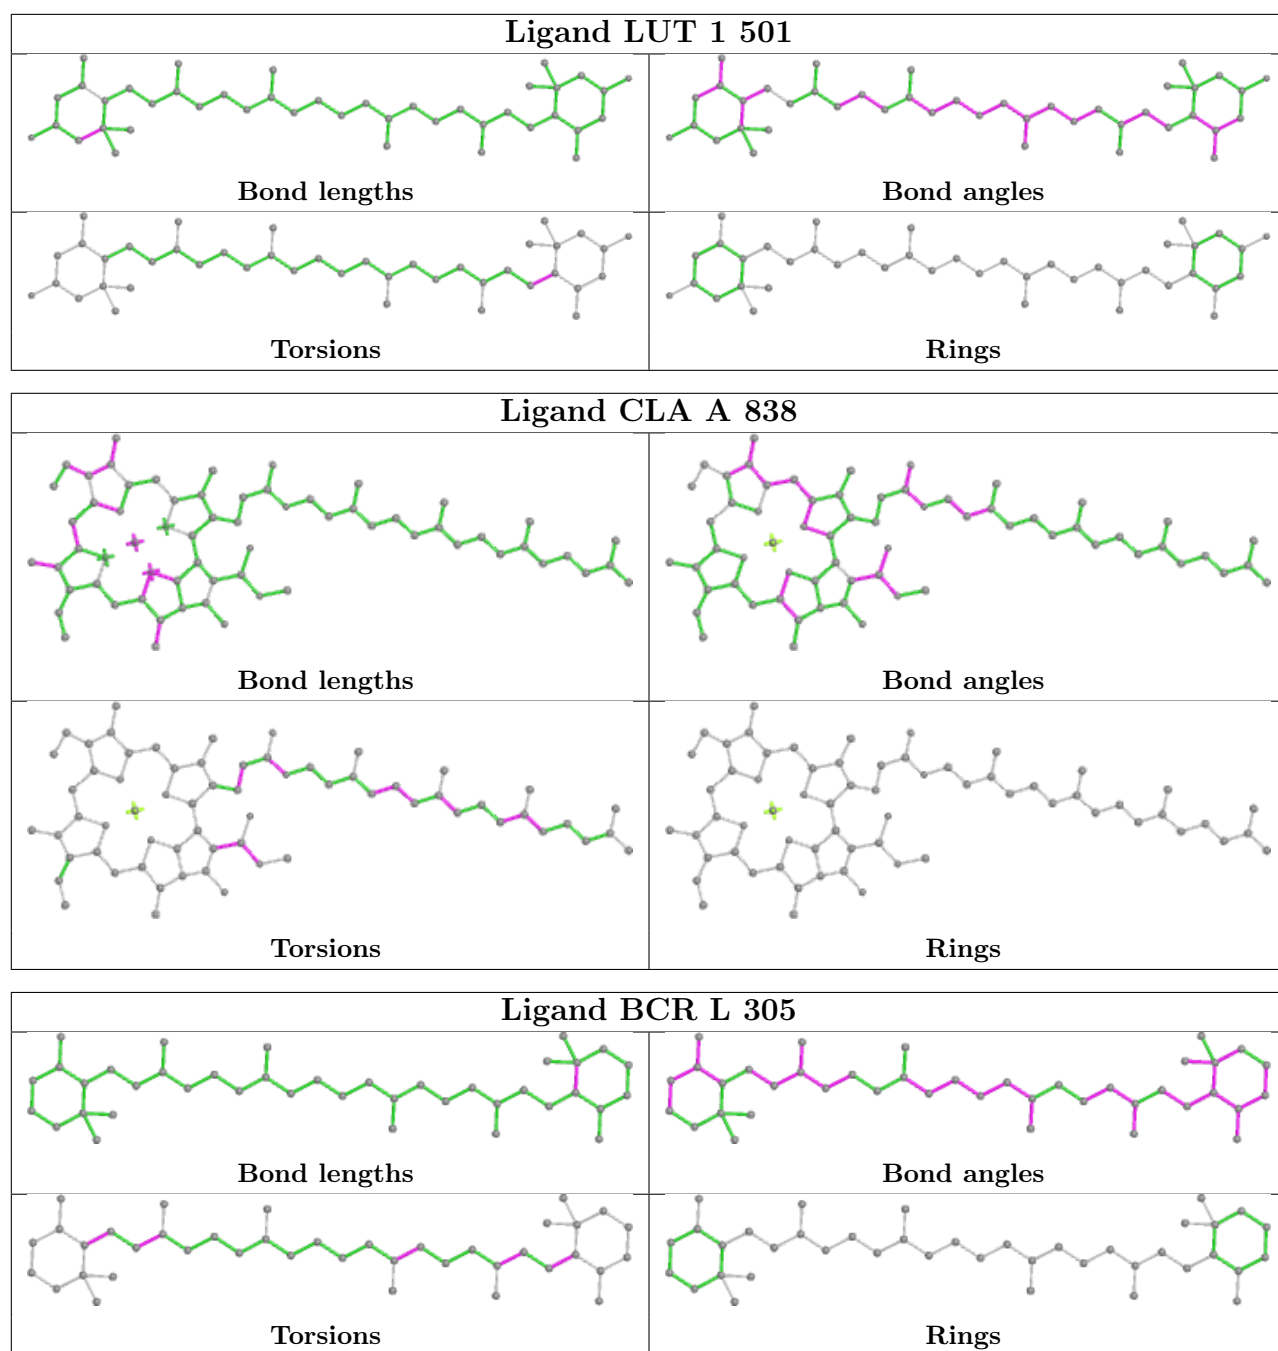 Ligand LUT 1 501
Bond lengths
Bond angles
Torsions
Rings
Ligand CLA A 838
Bond lengths
Bond angles
Torsions
Rings
Ligand BCR L 305
Bond lengths
Bond angles
Torsions
Rings